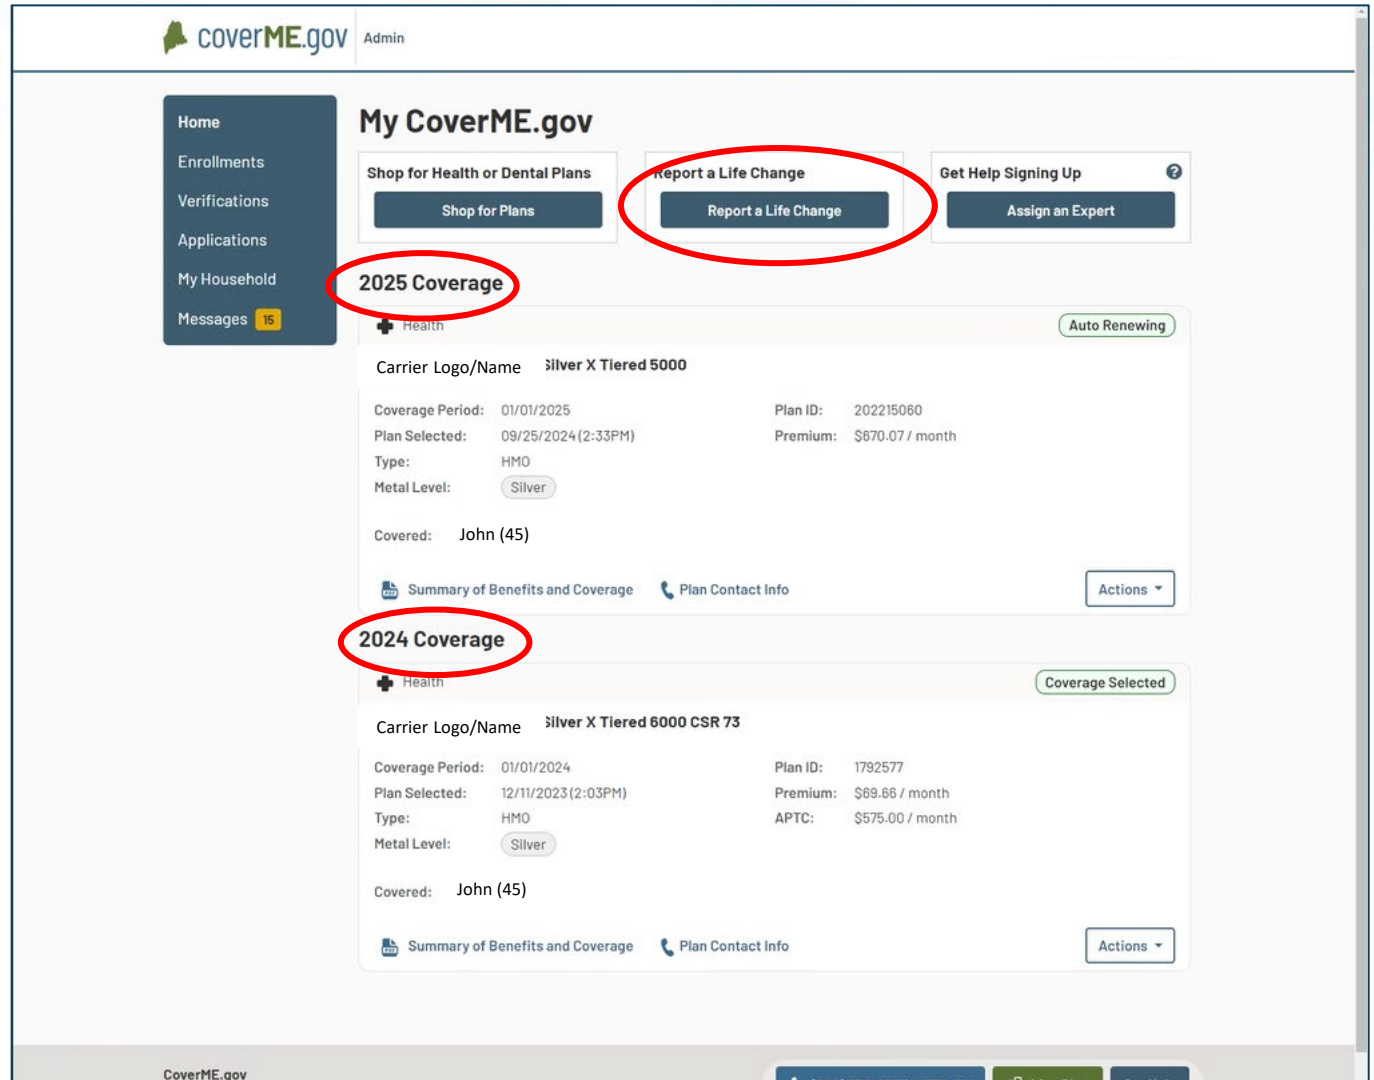 coverME.gov Admin
Home
Enrollments
Verifications
Applications
My Household
Messages 15
My CoverME.gov
Shop for Health or Dental Plans
Shop for Plans
Report a Life Change
Report a Life Change
Get Help Signing Up ?
Assign an Expert
2025 Coverage
Health Auto Renewing
Carrier Logo/Name Silver X Tiered 5000
Coverage Period: 01/01/2025 Plan ID: 202215060
Plan Selected: 09/25/2024 (2:33PM) Premium: $670.07 / month
Type: HMO
Metal Level: Silver
Covered: John (45)
Summary of Benefits and Coverage Plan Contact Info Actions
2024 Coverage
Health Coverage Selected
Carrier Logo/Name Silver X Tiered 6000 CSR 73
Coverage Period: 01/01/2024 Plan ID: 1792577
Plan Selected: 12/11/2023 (2:03PM) Premium: $69.66 / month
Type: HMO APTC: $575.00 / month
Metal Level: Silver
Covered: John (45)
Summary of Benefits and Coverage Plan Contact Info Actions
CoverME.gov